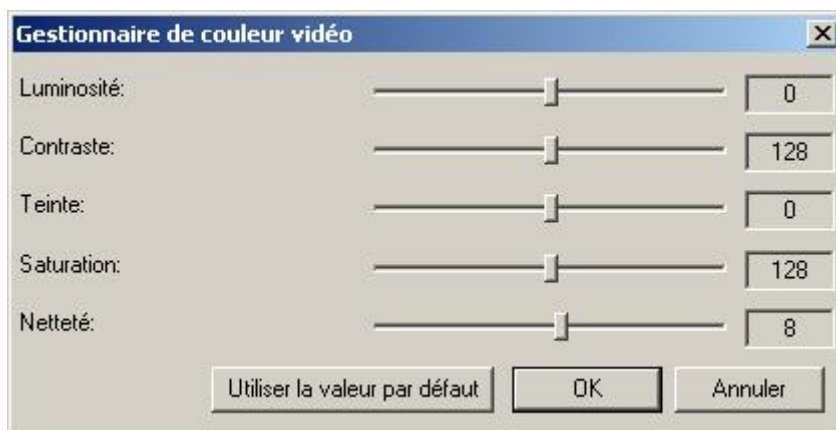 Gestionnaire de couleur vidéo
Luminosité: 0
Contraste: 128
Teinte: 0
Saturation: 128
Netteté: 8
Utiliser la valeur par défaut OK Annuler